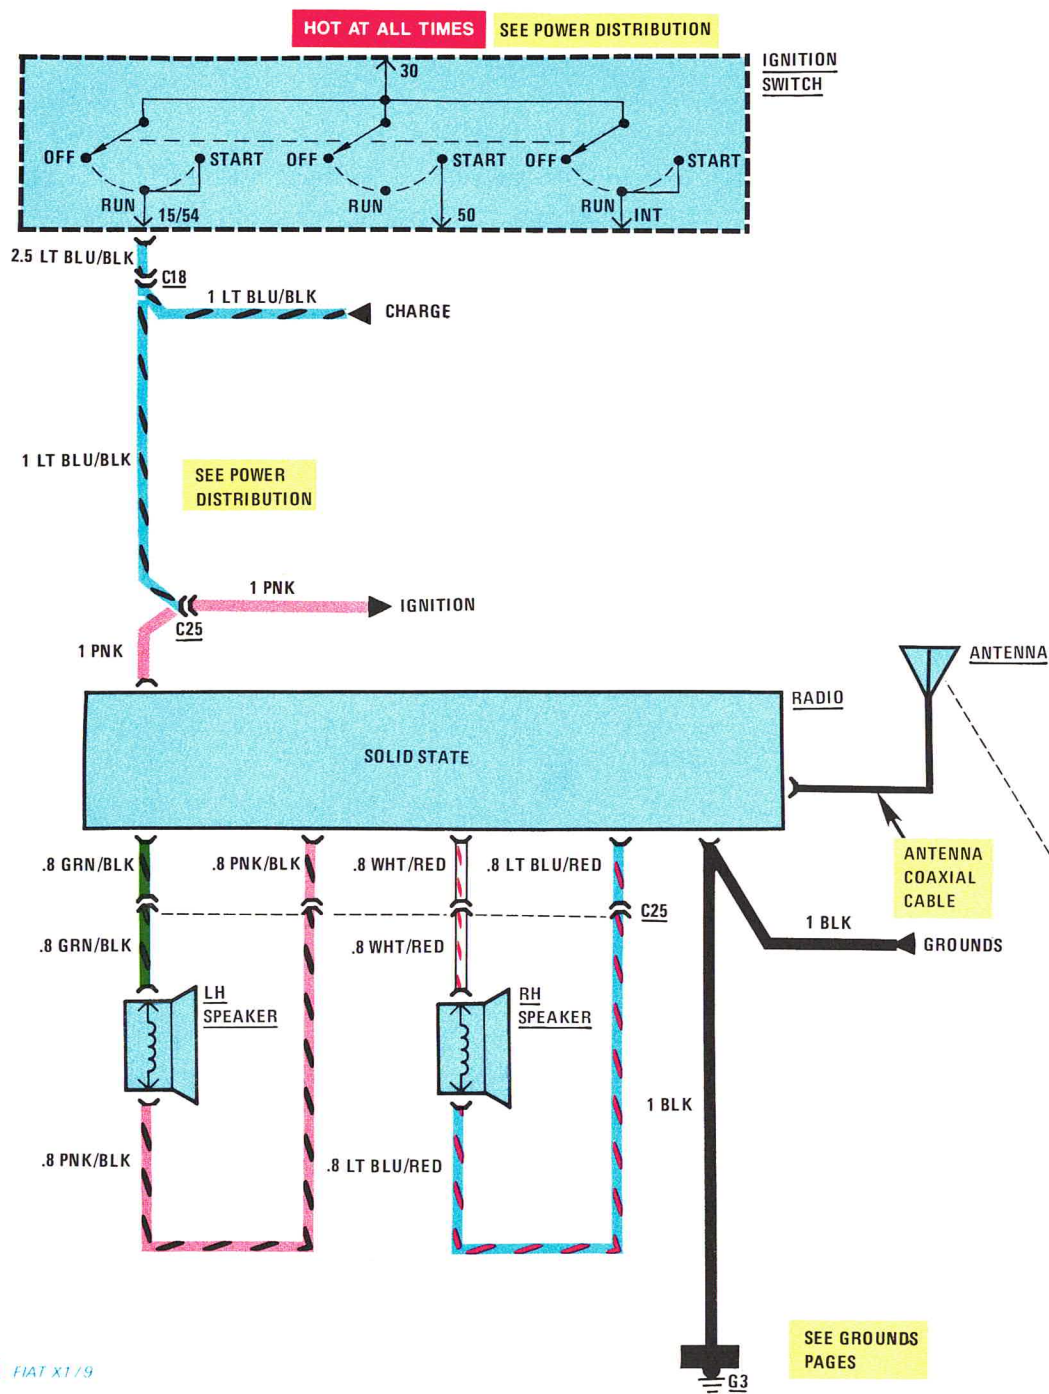 HOT AT ALL TIMES
SEE POWER DISTRIBUTION
IGNITION
SWITCH
30
OFF
START
OFF
START
OFF
START
RUN
15/54
RUN
50
RUN
INT
2.5 LT BLU/BLK
C18
1 LT BLU/BLK
CHARGE
1 LT BLU/BLK
SEE POWER
DISTRIBUTION
1 PNK
IGNITION
C25
1 PNK
ANTENNA
RADIO
SOLID STATE
.8 GRN/BLK
.8 PNK/BLK
.8 WHT/RED
.8 LT BLU/RED
ANTENNA
COAXIAL
CABLE
C25
1 BLK
GROUNDS
.8 GRN/BLK
.8 WHT/RED
LH
SPEAKER
RH
SPEAKER
1 BLK
.8 PNK/BLK
.8 LT BLU/RED
SEE GROUNDS
PAGES
FIAT X1/9
G3